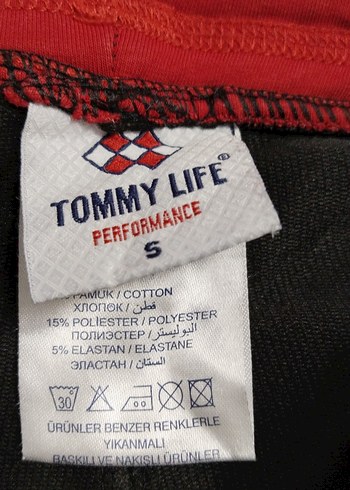 TOMMY LIFE®
PERFORMANCE
S
PAMUK / COTTON
ХЛОПОК / قطن
15% POLİESTER / POLYESTER
ПОЛИЭСТЕР / البوليستر
5% ELASTAN / ELASTANE
ЭЛАСТАН / الستان
30
ÜRÜNLER BENZER RENKLERLE
YIKANMALI
BASKILI VE NAKIŞLI ÜRÜNLER